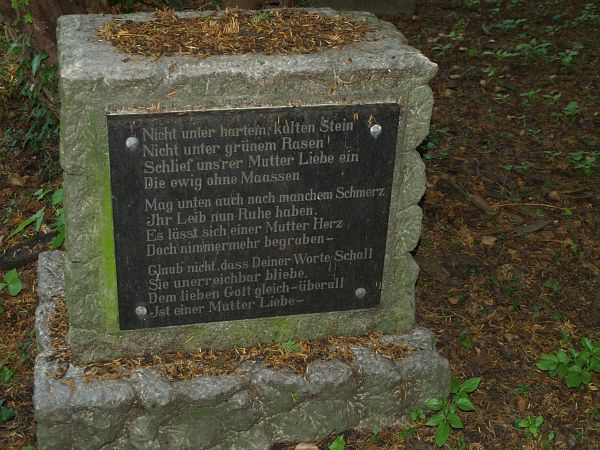 Nicht unter hartem, kalten Stein
Nicht unter grünem Rasen
Schlief uns'rer Mutter Liebe ein
Die ewig ohne Maassen
Mag unten auch nach manchem Schmerz
Jhr Leib nun Ruhe haben.
Es lässt sich einer Mutter Herz
Doch nimmermehr begraben–
Glaub nicht, dass Deiner Worte Schall
Sie unerreichbar bliebe.
Dem lieben Gott gleich–überall
Jst einer Mutter Liebe–